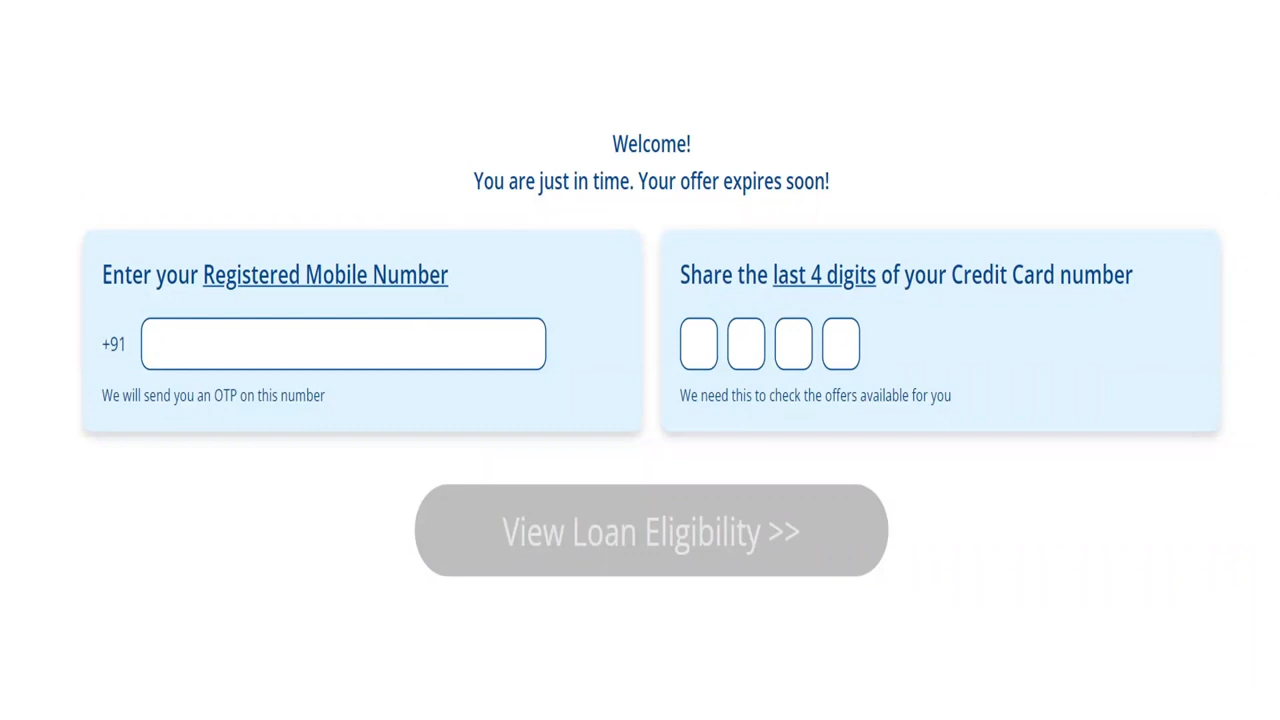 Welcome!
You are just in time. Your offer expires soon!
Enter your Registered Mobile Number
+91
We will send you an OTP on this number
Share the last 4 digits of your Credit Card number
We need this to check the offers available for you
View Loan Eligibility >>